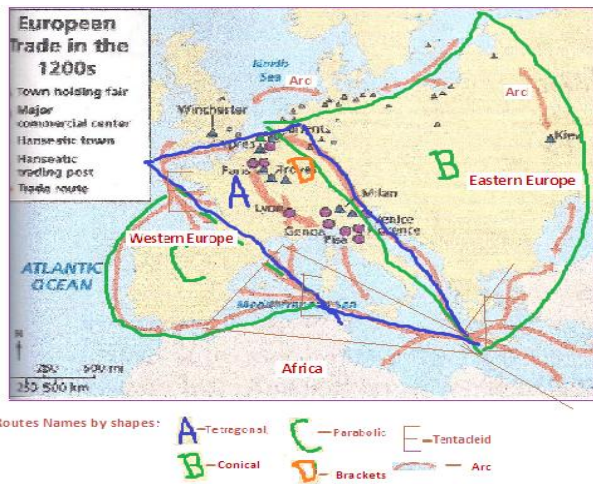 European
Trade in the
1200s
Town holding fair
Major
commercial center
Hanseatic town
Hanseatic
trading post
Trade route
North
Sea
Arc
Arc
Winchester
Kiev
B
Paris
D
A
Eastern Europe
Milan
Lyon
Venice
Genoa
Florence
Pisa
Western Europe
C
ATLANTIC
OCEAN
Mediterranean Sea
N
Africa
250 500 mi
250 500 km
Routes Names by shapes:
A —Tetregonal
C — Parabolic
—Tentacleid
B —Conical
D — Brackets
— Arc